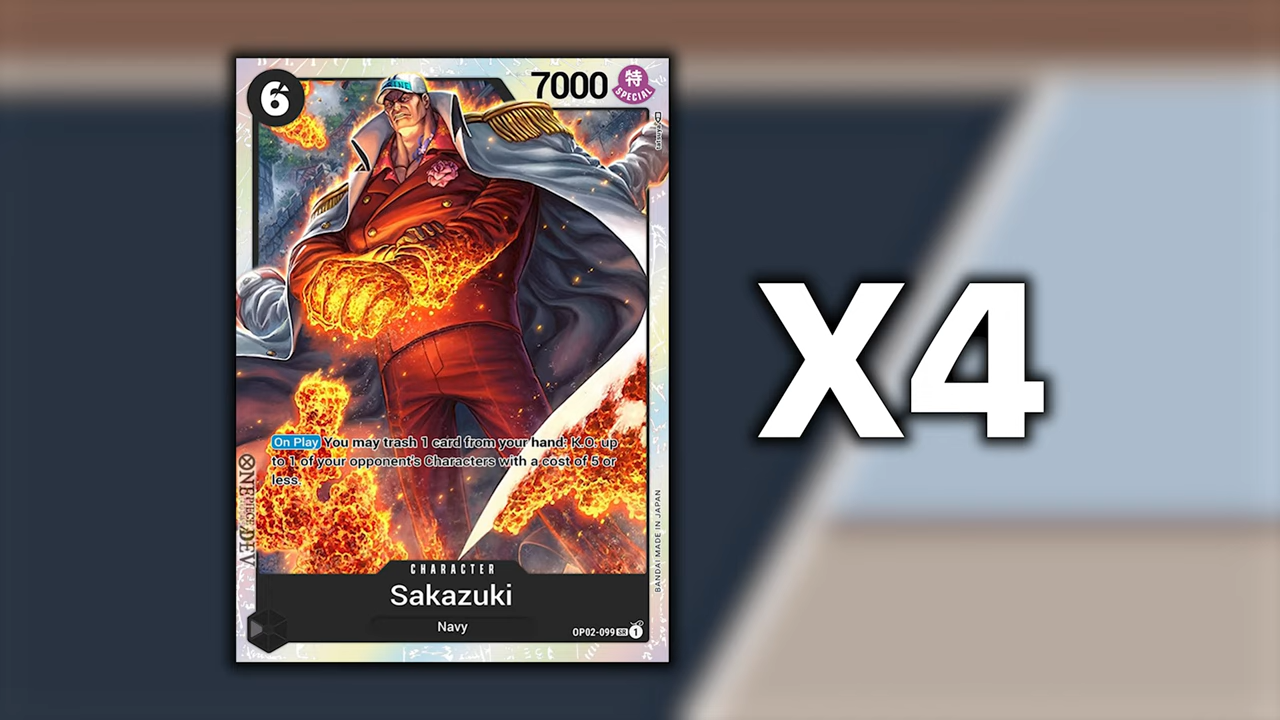 6
7000
特
SPECIAL
X4
On Play You may trash 1 card from your hand: K.O. up
to 1 of your opponent's Characters with a cost of 5 or
less.
ONE PIECE DEV
BANDAI MADE IN JAPAN
CHARACTER
Sakazuki
Navy
OP02-099 SR 1